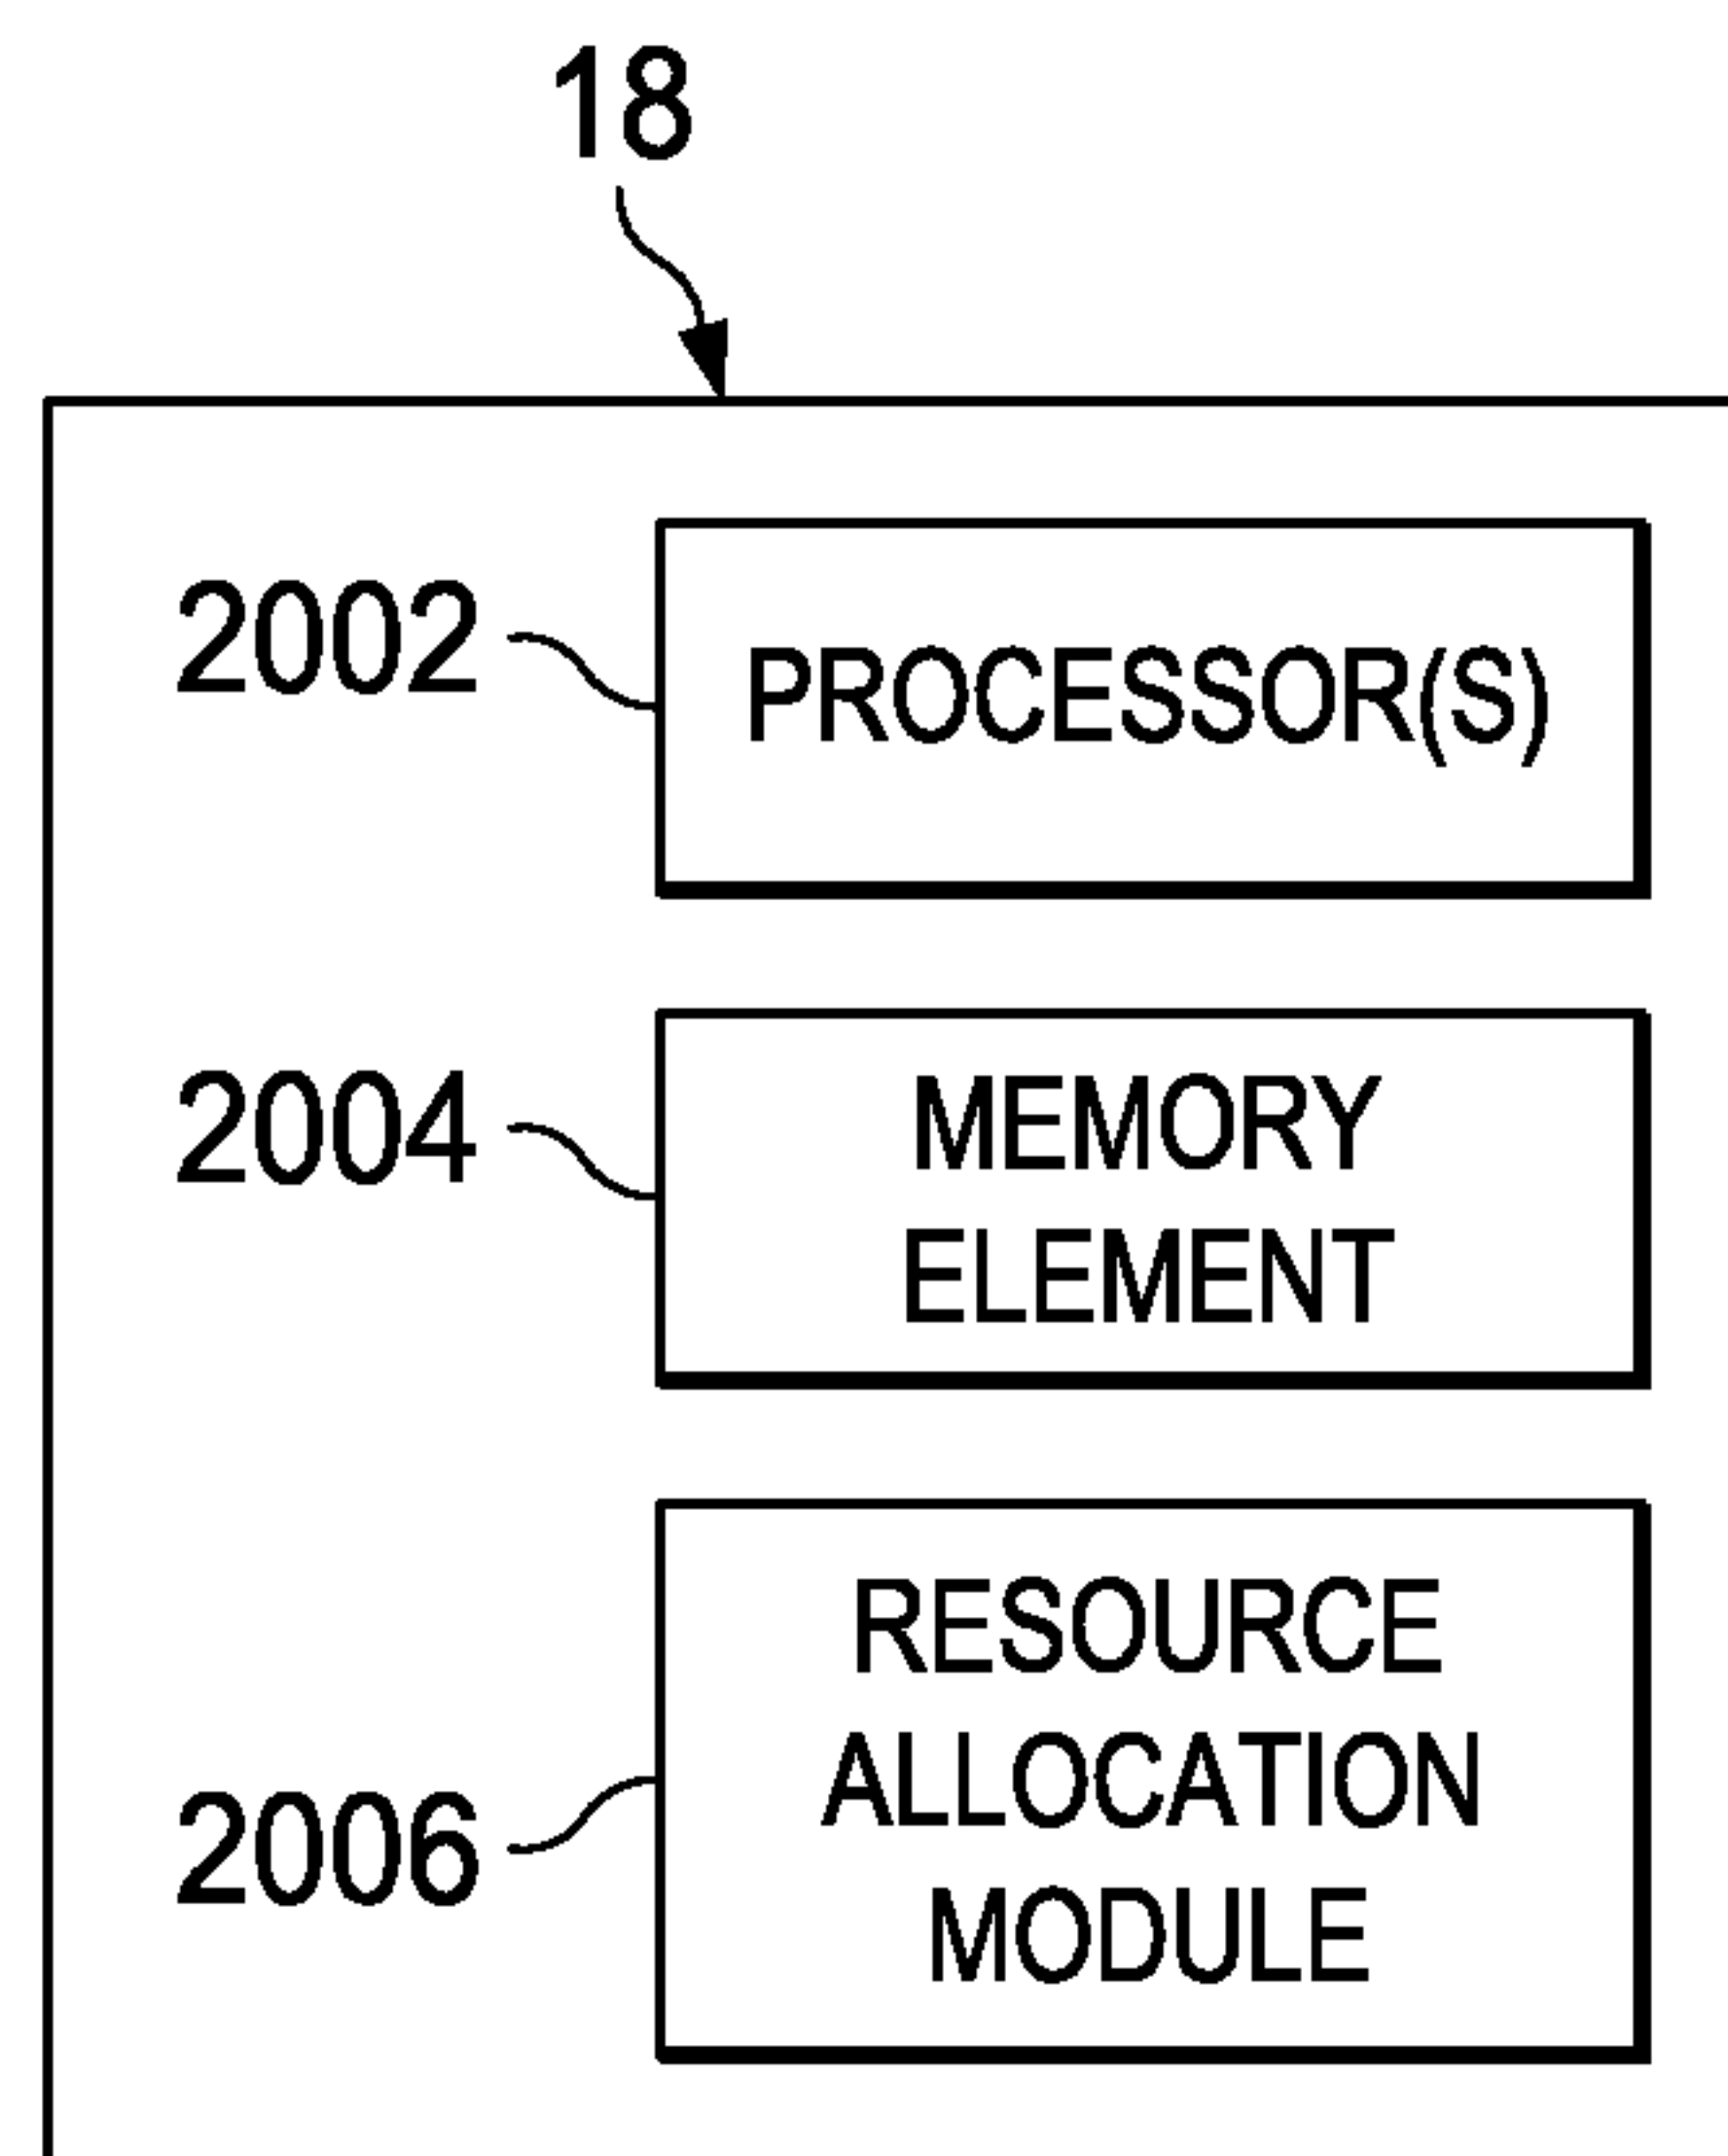 18
2002
PROCESSOR(S)
2004
MEMORY
ELEMENT
2006
RESOURCE
ALLOCATION
MODULE